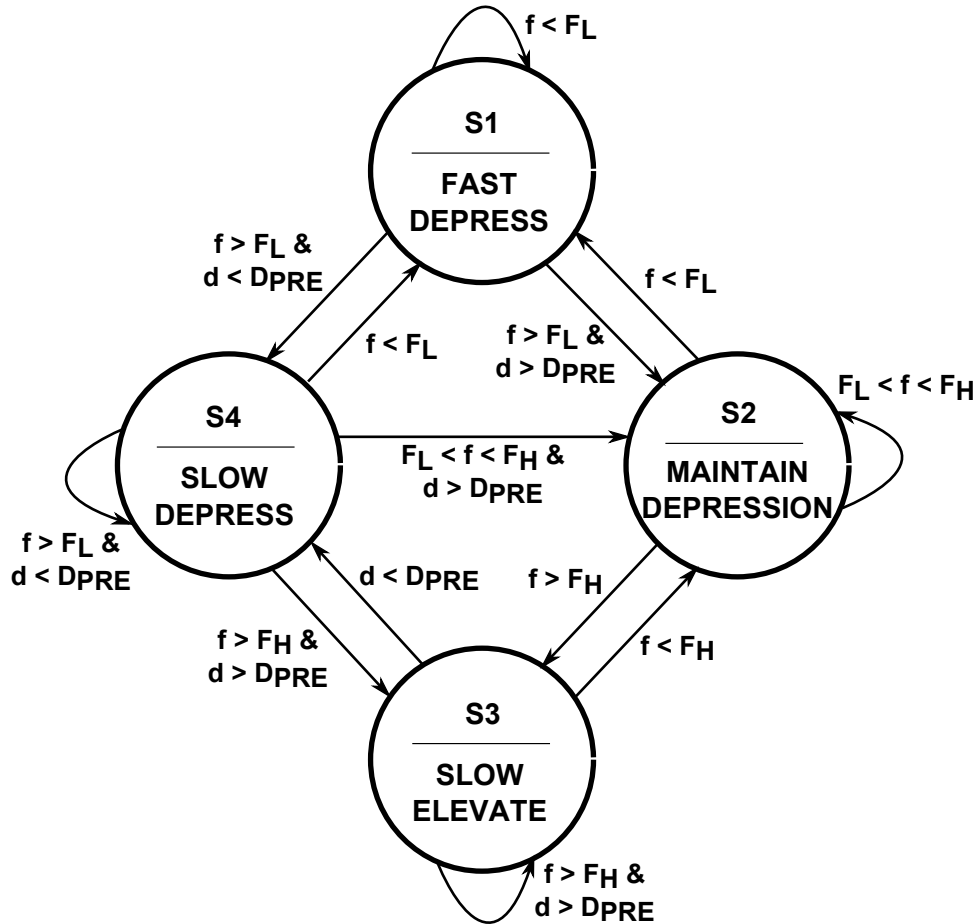 f < FL
S1
FAST
DEPRESS
f > FL &
d < DPRE
f < FL
f < FL
f > FL &
d > DPRE
FL < f < FH
S4
SLOW
DEPRESS
S2
MAINTAIN
DEPRESSION
FL < f < FH &
d > DPRE
f > FL &
d < DPRE
d < DPRE
f > FH
f < FH
f > FH &
d > DPRE
S3
SLOW
ELEVATE
f > FH &
d > DPRE